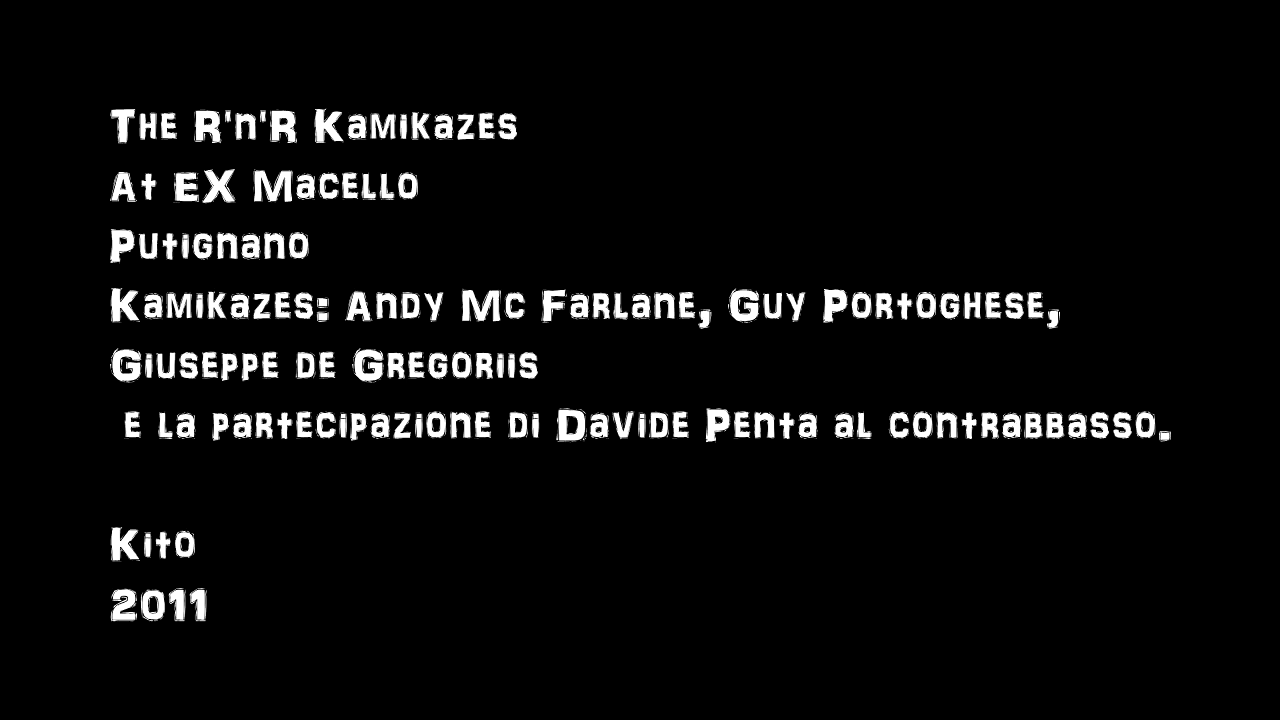 The R'n'R Kamikazes
At EX Macello
Putignano
Kamikazes: Andy Mc Farlane, Guy Portoghese,
Giuseppe de Gregoriis
e la partecipazione di Davide Penta al contrabbasso.
Kito
2011